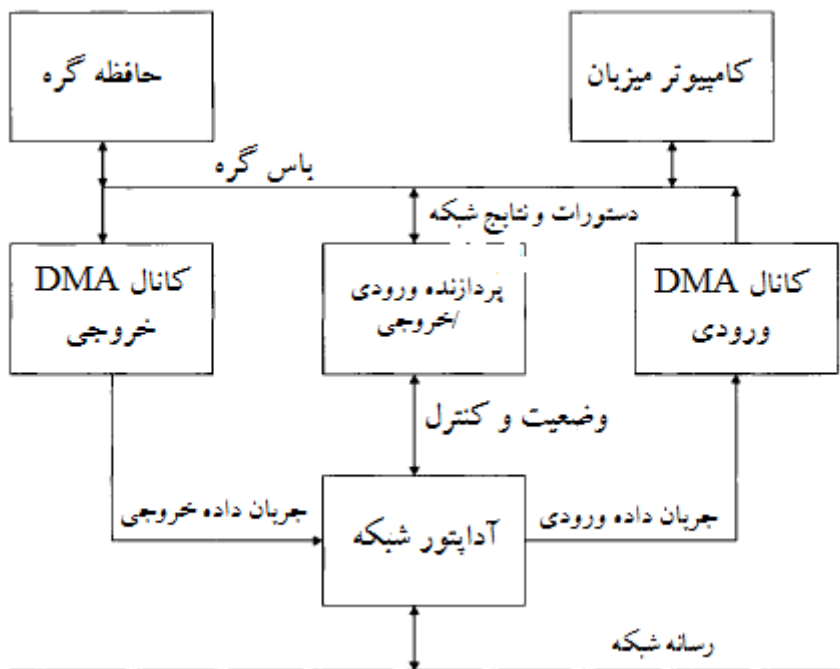 حافظه گره
کامپیوتر میزبان
باس گره
دستورات و نتایج شبکه
کانال DMA
خروجی
پردازنده ورودی
/خروجی
کانال DMA
ورودی
وضعیت و کنترل
جریان داده خروجی
آداپتور شبکه
جریان داده ورودی
رسانه شبکه